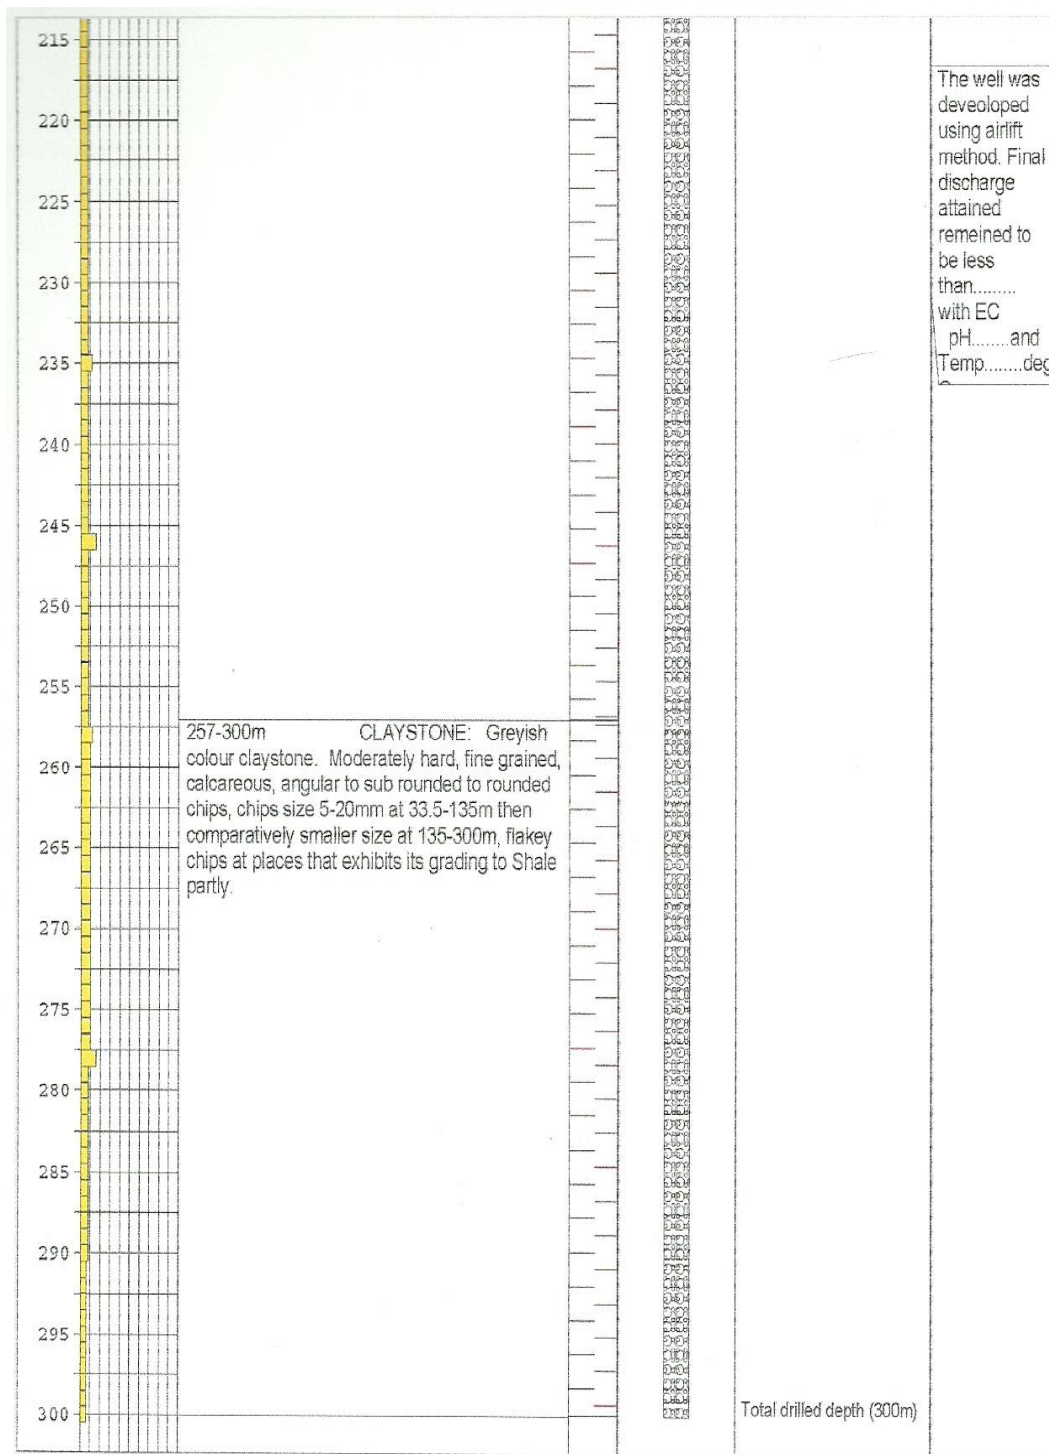 215
220
225
230
235
240
245
250
255
260
265
270
275
280
285
290
295
300
257-300m CLAYSTONE: Greyish
colour claystone. Moderately hard, fine grained,
calcareous, angular to sub rounded to rounded
chips, chips size 5-20mm at 33.5-135m then
comparatively smaller size at 135-300m, flakey
chips at places that exhibits its grading to Shale
partly.
Total drilled depth (300m)
The well was
deveoloped
using airlift
method. Final
discharge
attained
remeined to
be less
than.........
with EC
pH........and
Temp........deg